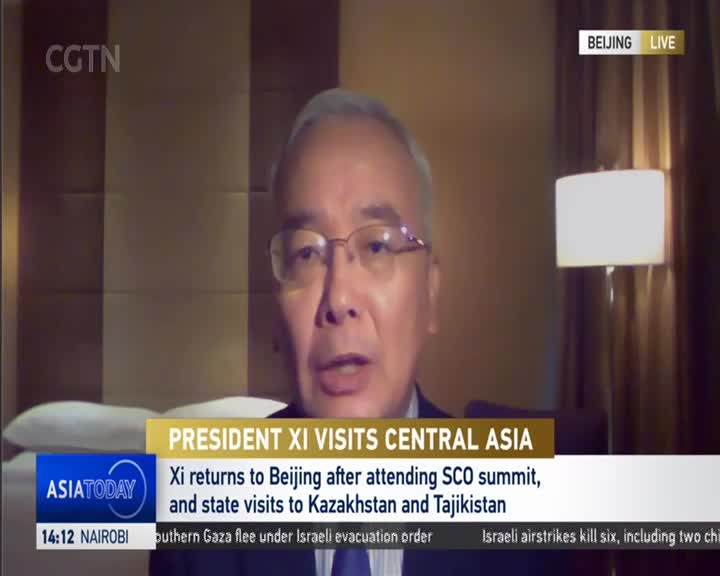 CGTN
BEIJING LIVE
PRESIDENT XI VISITS CENTRAL ASIA
Xi returns to Beijing after attending SCO summit,
and state visits to Kazakhstan and Tajikistan
ASIA TODAY
14:12 NAIROBI
outhern Gaza flee under Israeli evacuation order Israeli airstrikes kill six, including two chi